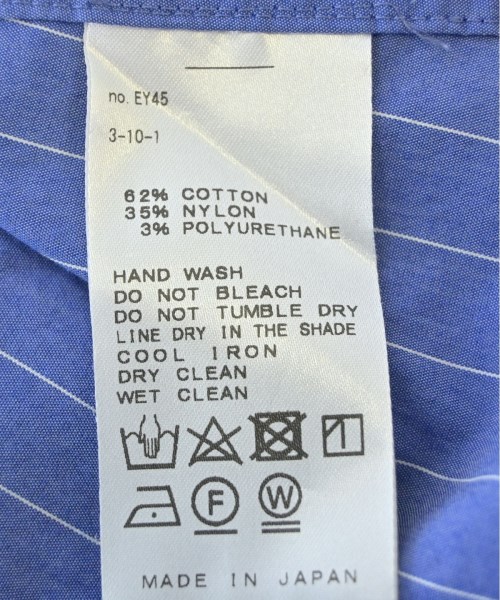 no. EY45
3-10-1
62% COTTON
35% NYLON
3% POLYURETHANE
HAND WASH
DO NOT BLEACH
DO NOT TUMBLE DRY
LINE DRY IN THE SHADE
COOL IRON
DRY CLEAN
WET CLEAN
F W
MADE IN JAPAN